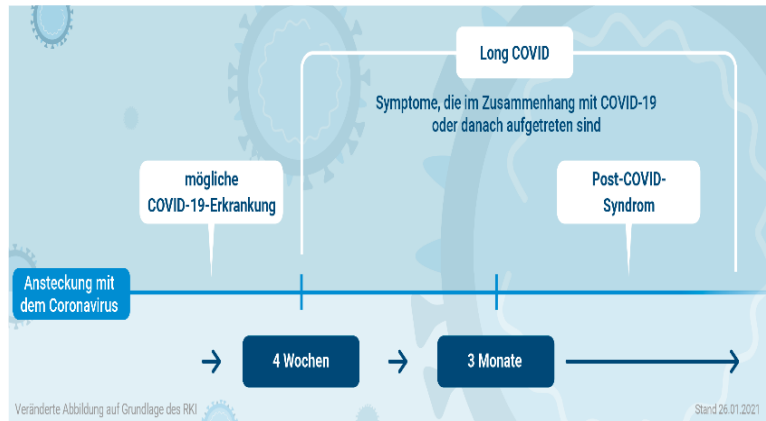 Long COVID
Symptome, die im Zusammenhang mit COVID-19
oder danach aufgetreten sind
mögliche
COVID-19-Erkrankung
Post-COVID-
Syndrom
Ansteckung mit
dem Coronavirus
4 Wochen
3 Monate
Veränderte Abbildung auf Grundlage des RKI
Stand 26.01.2021